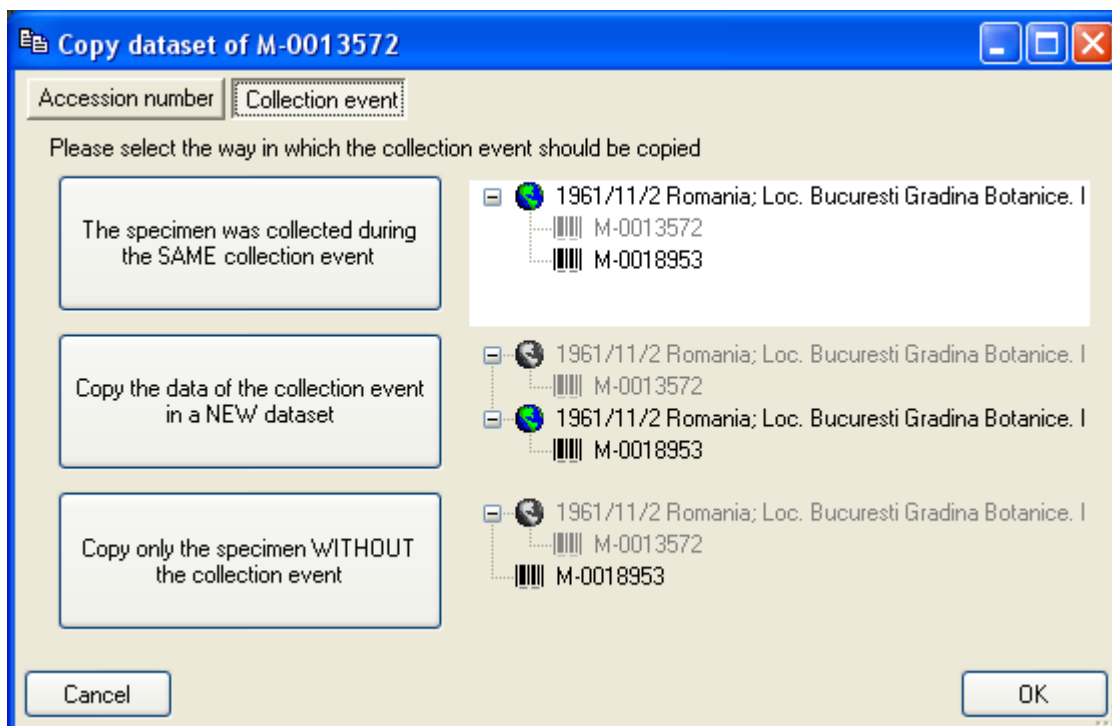 Copy dataset of M-0013572
Accession number Collection event
Please select the way in which the collection event should be copied
The specimen was collected during
the SAME collection event
1961/11/2 Romania; Loc. Bucuresti Gradina Botanice. I
M-0013572
M-0018953
Copy the data of the collection event
in a NEW dataset
1961/11/2 Romania; Loc. Bucuresti Gradina Botanice. I
M-0013572
1961/11/2 Romania; Loc. Bucuresti Gradina Botanice. I
M-0018953
Copy only the specimen WITHOUT
the collection event
1961/11/2 Romania; Loc. Bucuresti Gradina Botanice. I
M-0013572
M-0018953
Cancel
OK